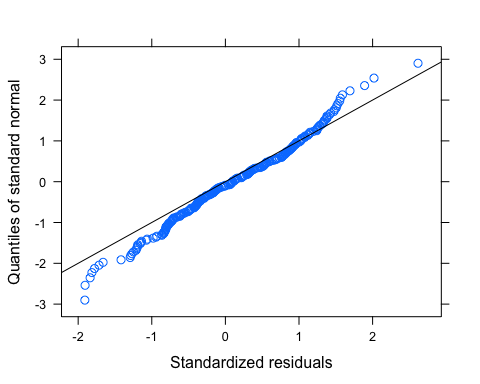 Quantiles of standard normal
3
2
1
0
-1
-2
-3
-2 -1 0 1 2
Standardized residuals